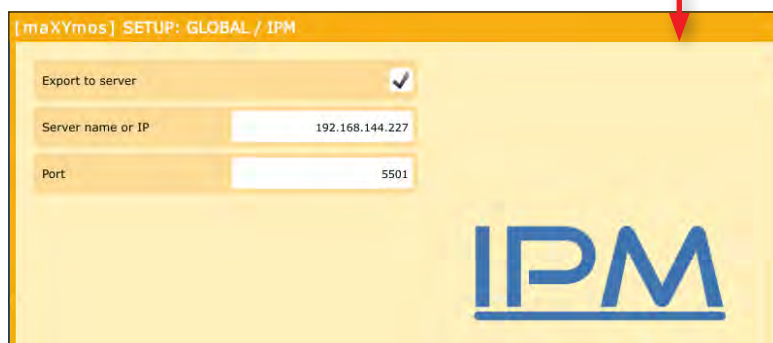 [maXYmos] SETUP: GLOBAL / IPM
Export to server
Server name or IP 192.168.144.227
Port 5501
IPM